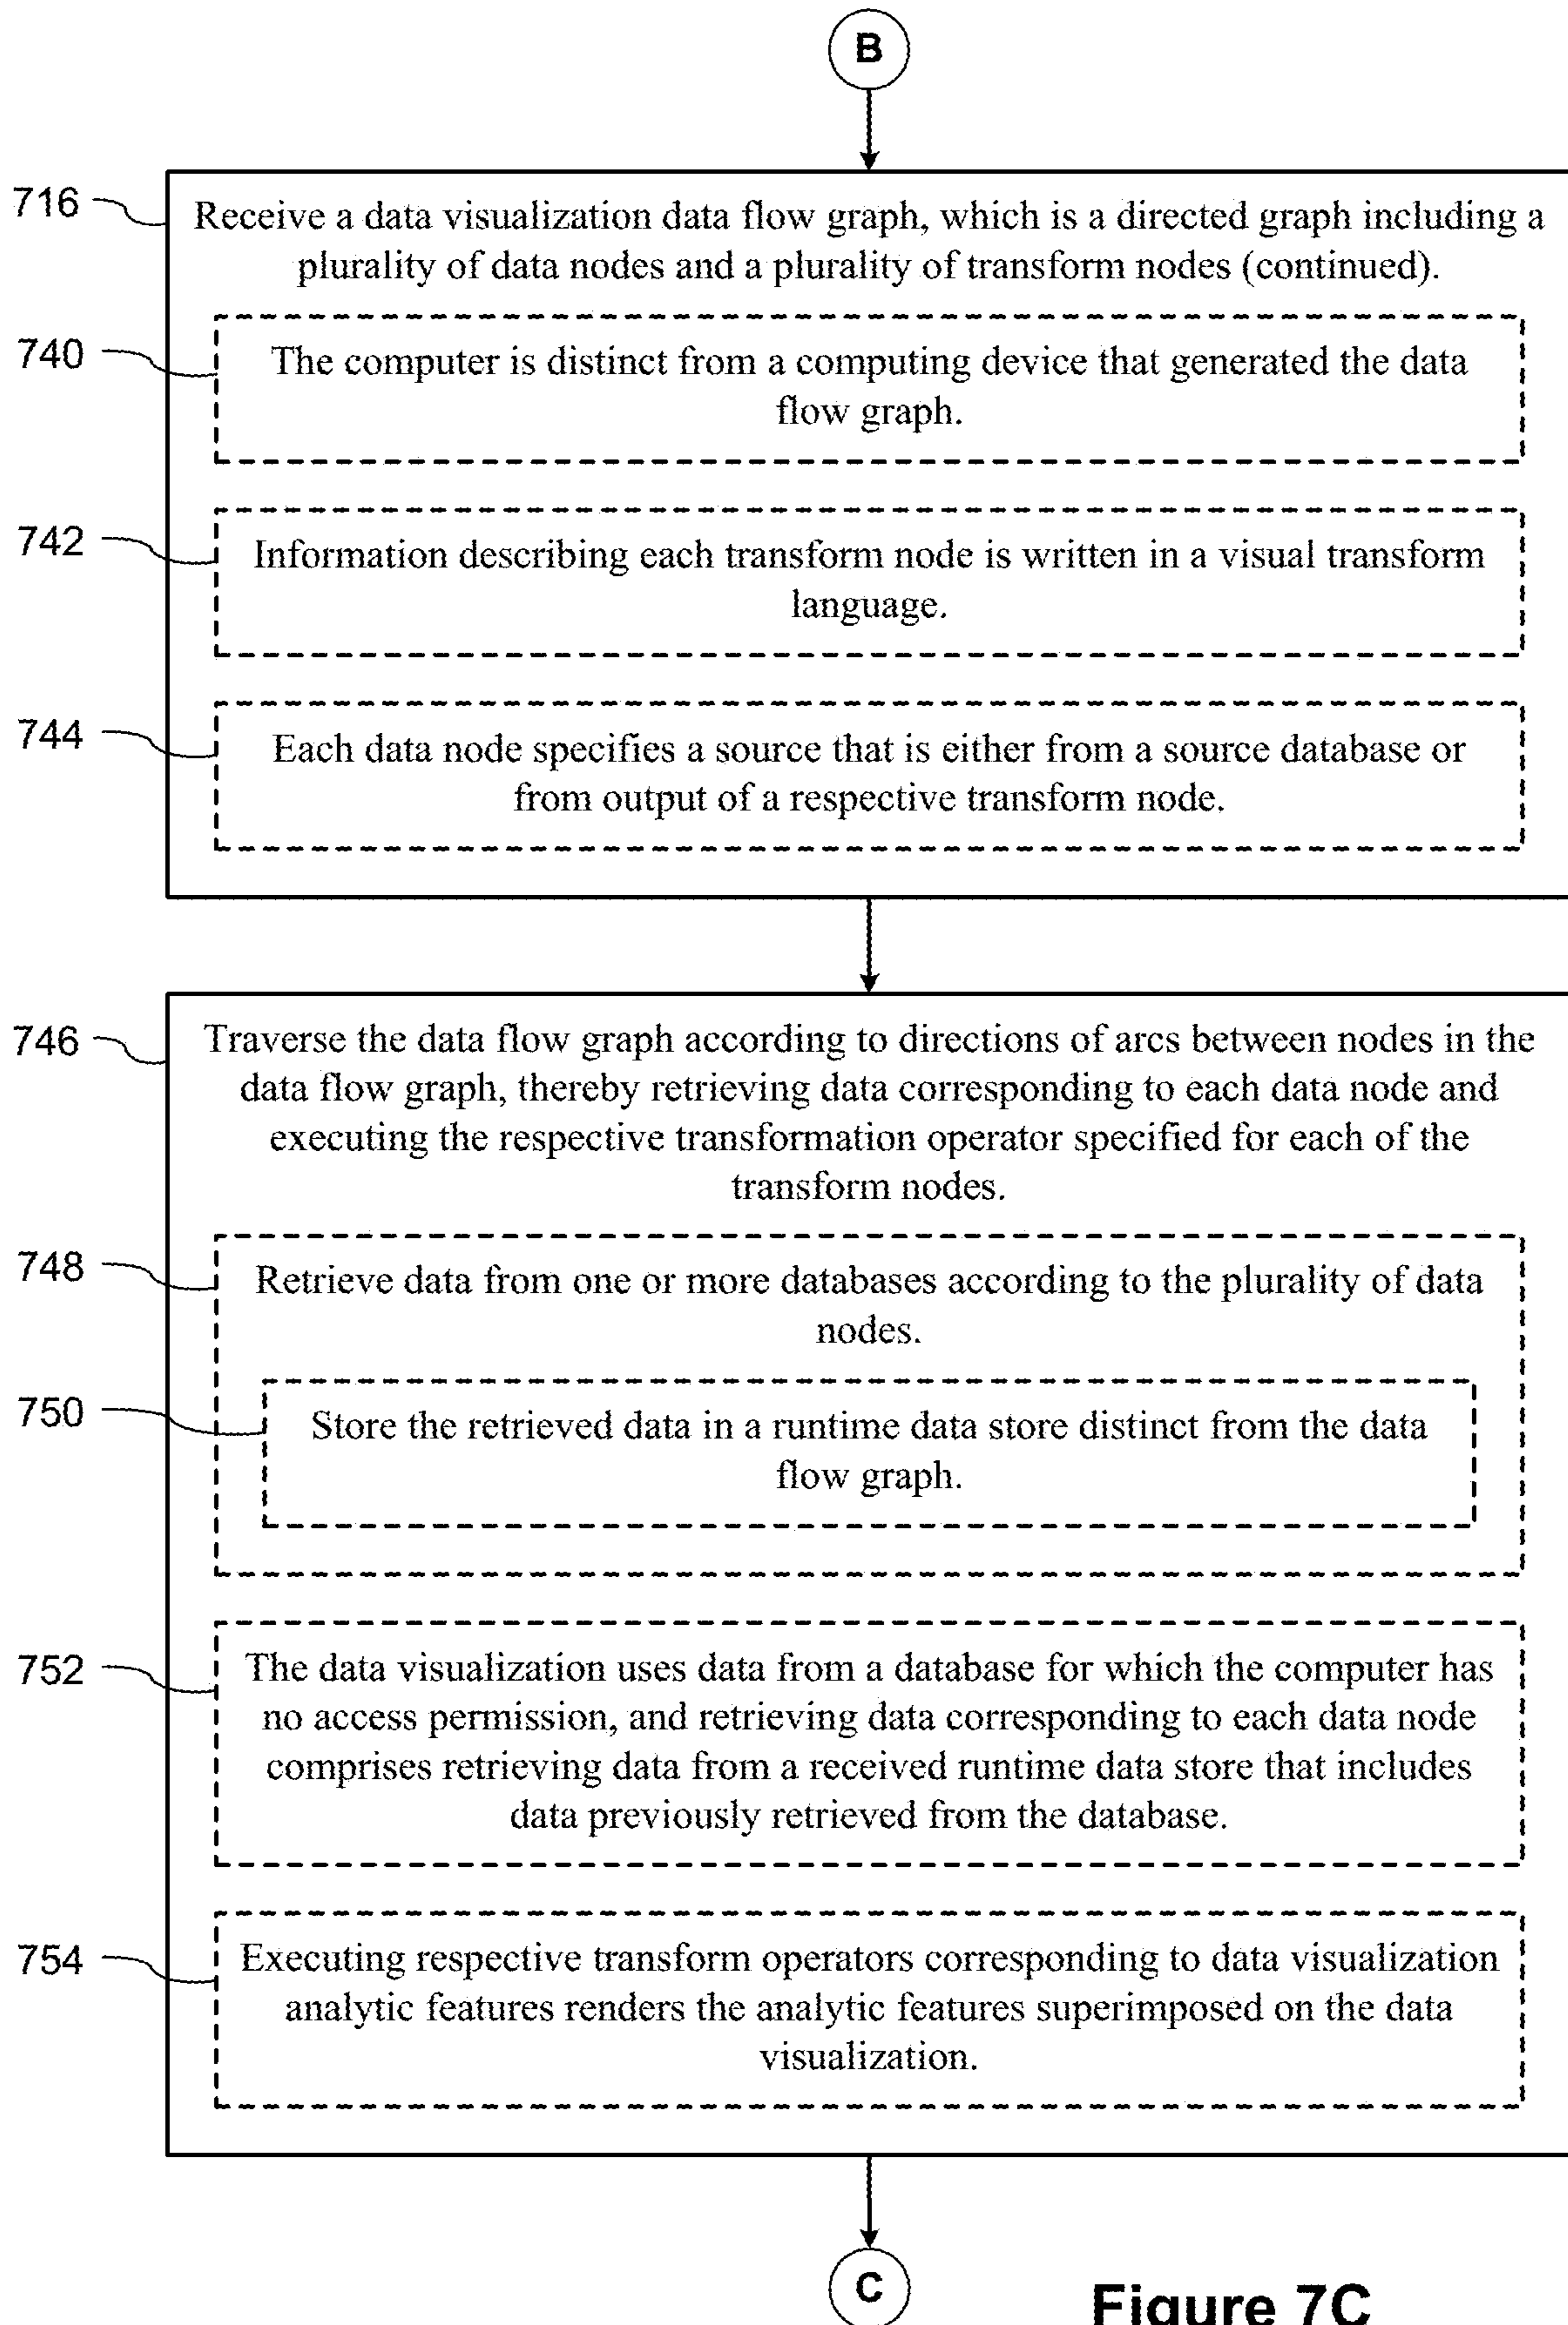 B
716
Receive a data visualization data flow graph, which is a directed graph including a
plurality of data nodes and a plurality of transform nodes (continued).
740
The computer is distinct from a computing device that generated the data
flow graph.
742
Information describing each transform node is written in a visual transform
language.
744
Each data node specifies a source that is either from a source database or
from output of a respective transform node.
746
Traverse the data flow graph according to directions of arcs between nodes in the
data flow graph, thereby retrieving data corresponding to each data node and
executing the respective transformation operator specified for each of the
transform nodes.
748
Retrieve data from one or more databases according to the plurality of data
nodes.
750
Store the retrieved data in a runtime data store distinct from the data
flow graph.
752
The data visualization uses data from a database for which the computer has
no access permission, and retrieving data corresponding to each data node
comprises retrieving data from a received runtime data store that includes
data previously retrieved from the database.
754
Executing respective transform operators corresponding to data visualization
analytic features renders the analytic features superimposed on the data
visualization.
C
Figure 7C